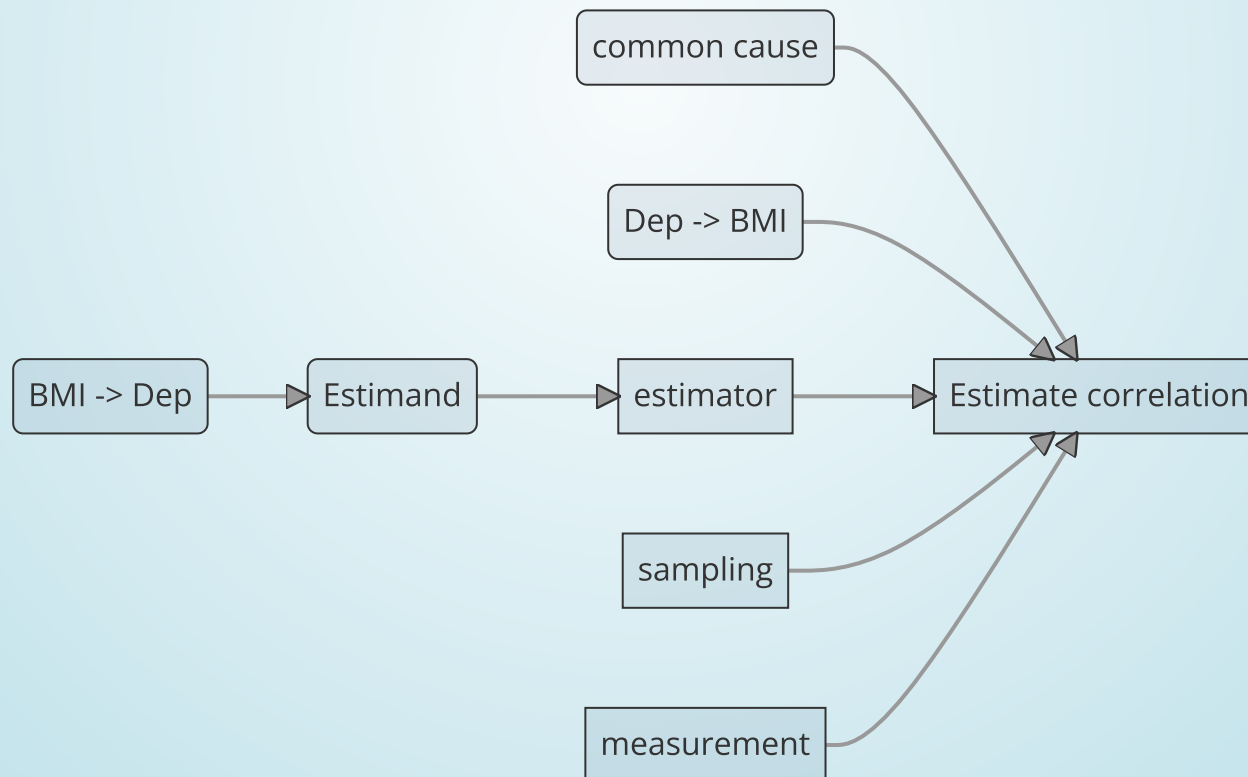 common cause
Dep -> BMI
BMI -> Dep
Estimand
estimator
Estimate correlation
sampling
measurement